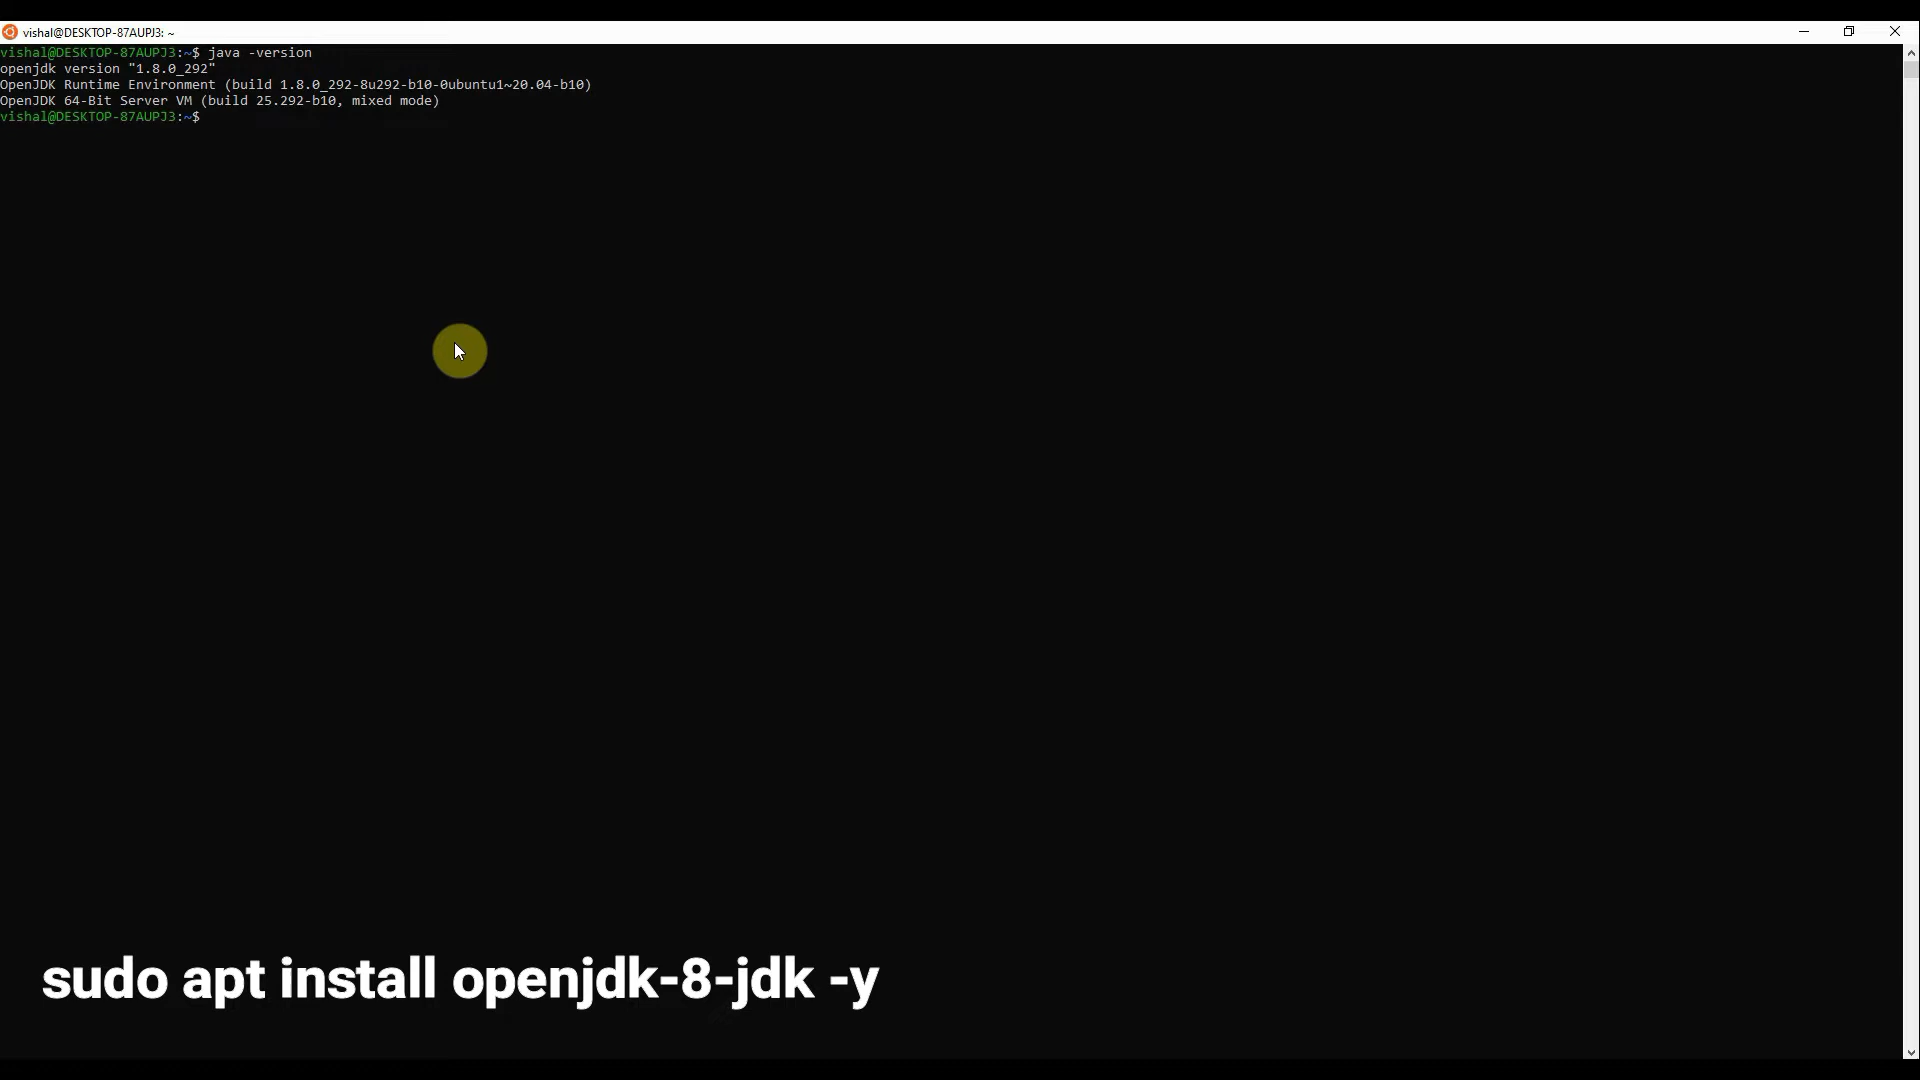 vishal@DESKTOP-87AUPJ3: ~
vishal@DESKTOP-87AUPJ3:~$ java -version
openjdk version "1.8.0_292"
OpenJDK Runtime Environment (build 1.8.0_292-8u292-b10-0ubuntu1~20.04-b10)
OpenJDK 64-Bit Server VM (build 25.292-b10, mixed mode)
vishal@DESKTOP-87AUPJ3:~$
sudo apt install openjdk-8-jdk -y